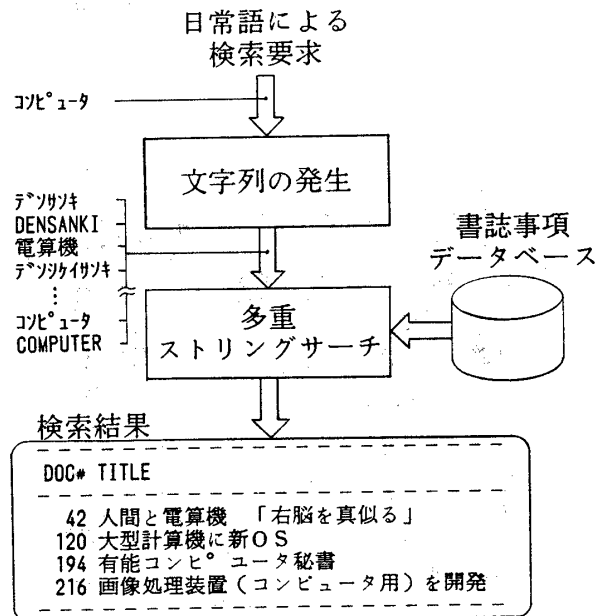 日常語による
検索要求
ｺﾝﾋﾟｭｰﾀ
文字列の発生
ﾃﾞﾝｻﾝｷ
DENSANKI
電算機
ﾃﾞﾝｼｹｲｻﾝｷ
⋮
ｺﾝﾋﾟｭｰﾀ
COMPUTER
書誌事項
データベース
多重
ストリングサーチ
検索結果
DOC# TITLE
42 人間と電算機 「右脳を真似る」
120 大型計算機に新OS
194 有能コンピュータ秘書
216 画像処理装置（コンピュータ用）を開発